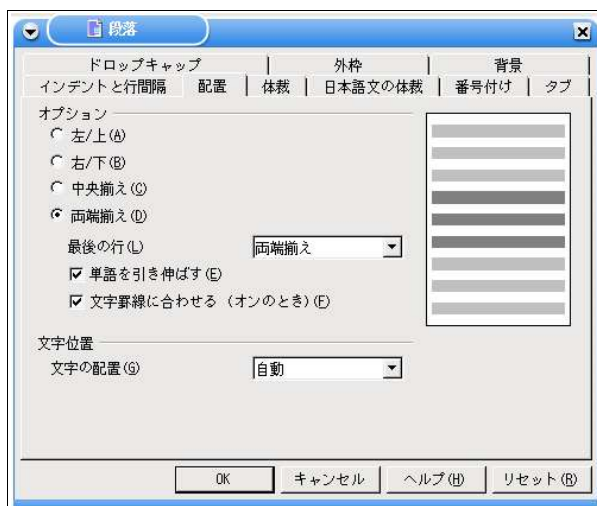 段落
ドロップキャップ 外枠 背景
インデントと行間隔 配置 体裁 日本語文の体裁 番号付け タブ
オプション
左/上(A)
右/下(B)
中央揃え(C)
両端揃え(D)
最後の行(L) 両端揃え
単語を引き伸ばす(E)
文字罫線に合わせる (オンのとき)(F)
文字位置
文字の配置(G) 自動
OK キャンセル ヘルプ(H) リセット(R)